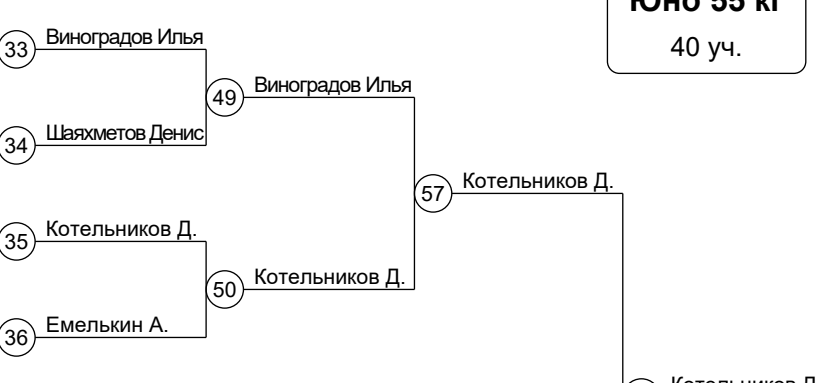 Юно 55 кг
40 уч.
33 Виноградов Илья
49 Виноградов Илья
34 Шаяхметов Денис
57 Котельников Д.
35 Котельников Д.
50 Котельников Д.
36 Емелькин А.
Котельников Д